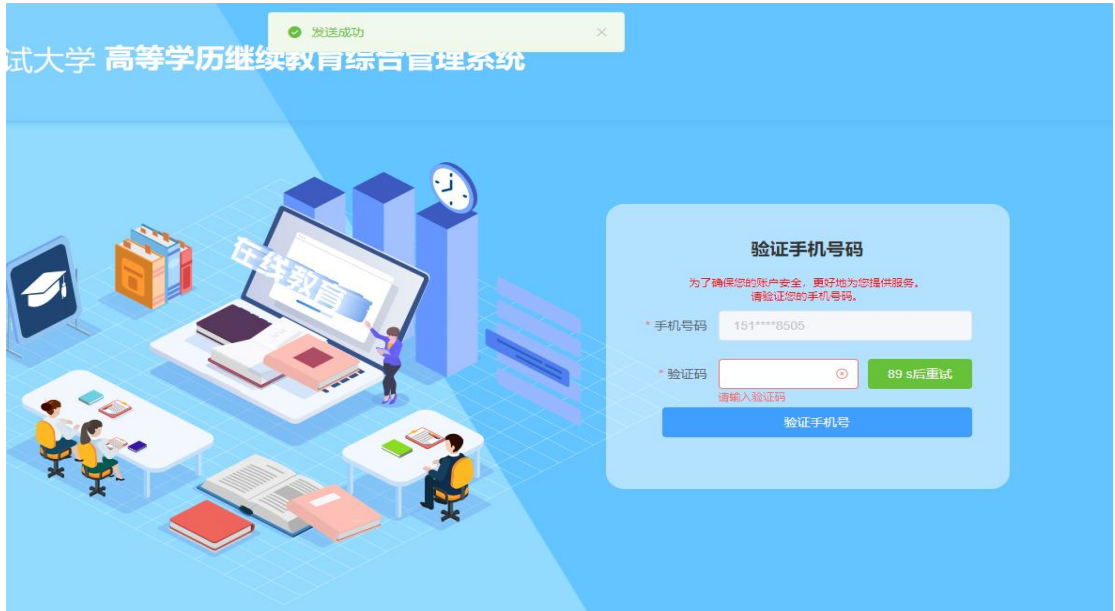 发送成功
试大学 高等学历继续教育综合管理系统
在线教育
验证手机号码
为了确保您的账户安全，更好地为您提供服务，
请验证您的手机号码。
* 手机号码 151****8505
* 验证码 89 s后重试
请输入验证码
验证手机号